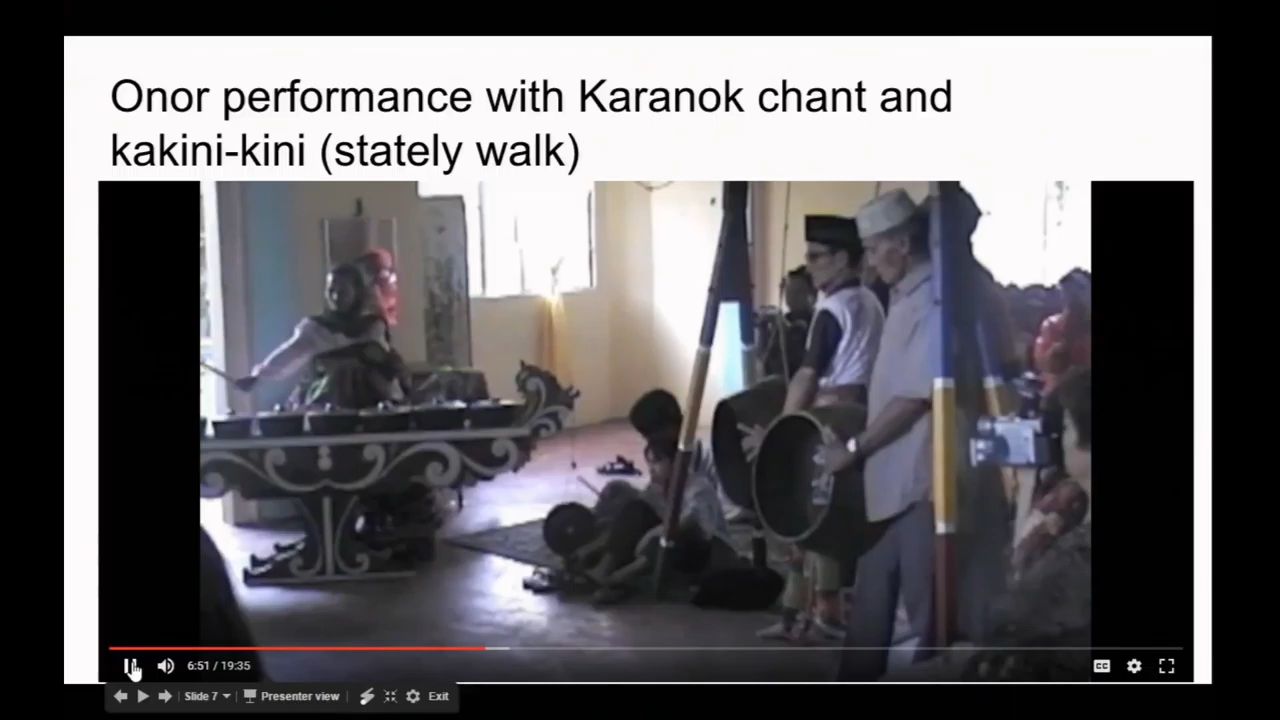 Onor performance with Karanok chant and
kakini-kini (stately walk)
6:51 / 19:35
CC
Slide 7
Presenter view
Exit